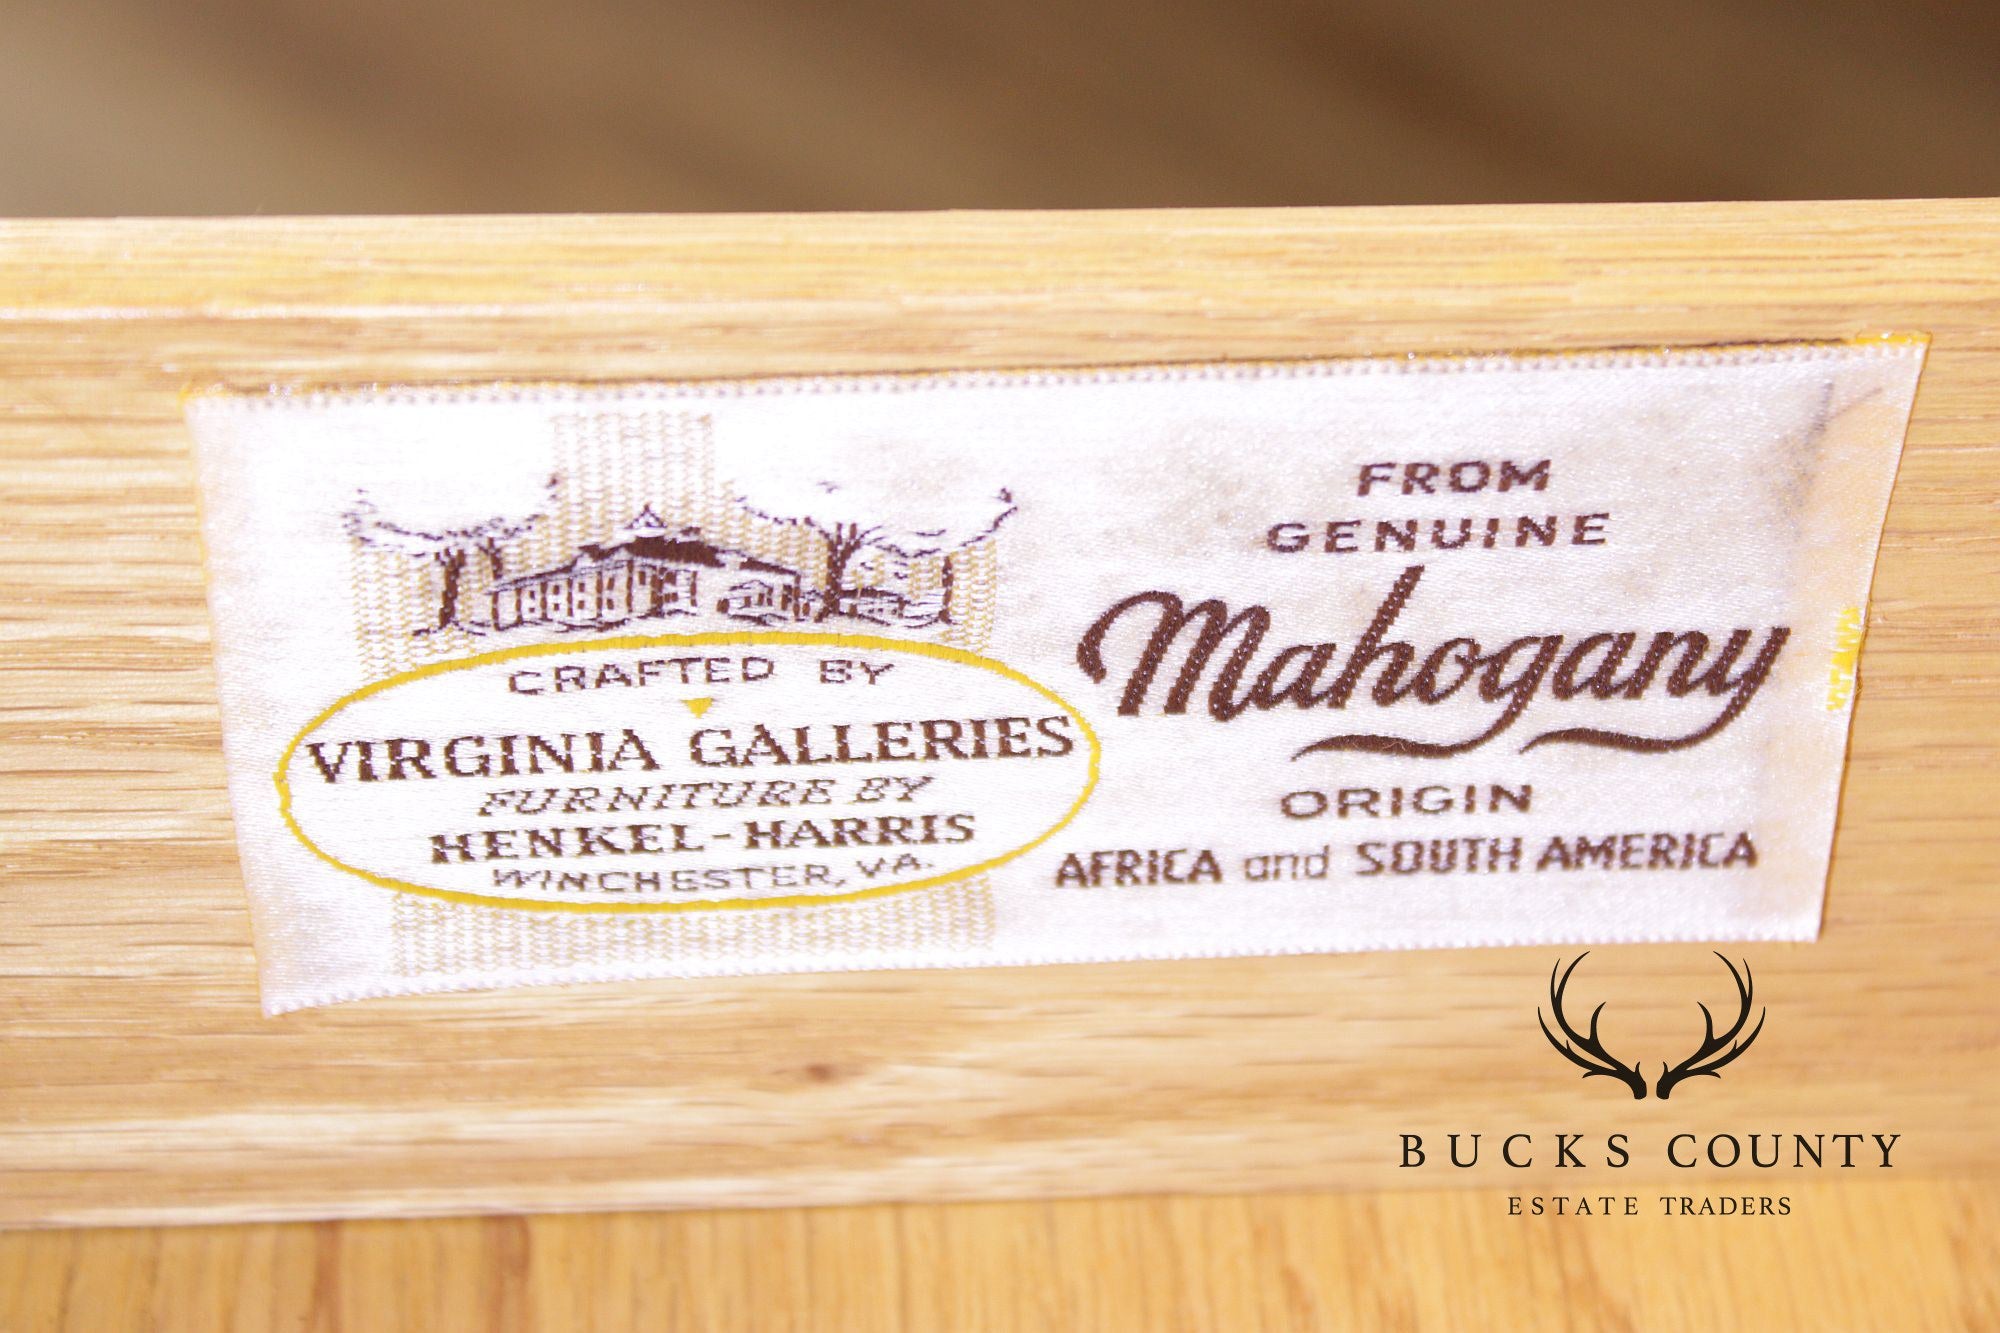 CRAFTED BY
VIRGINIA GALLERIES
FURNITURE BY
HENKEL-HARRIS
WINCHESTER, VA.
FROM
GENUINE
Mahogany
ORIGIN
AFRICA and SOUTH AMERICA
BUCKS COUNTY
ESTATE TRADERS